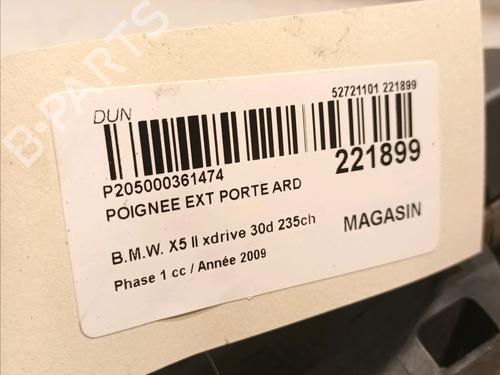 B-PARTS
DUN
52721101 221899
P205000361474
221899
POIGNEE EXT PORTE ARD
MAGASIN
B.M.W. X5 II xdrive 30d 235ch
Phase 1 cc / Année 2009